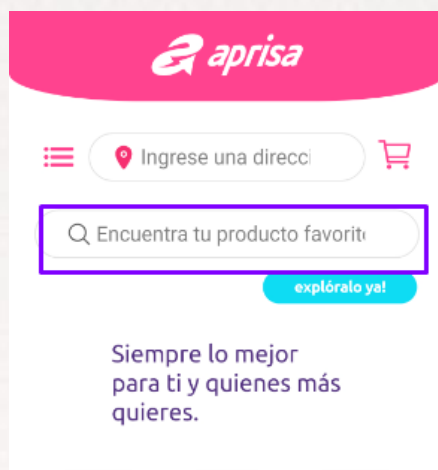 aprisa
Ingrese una direcci
Encuentra tu producto favorit
explóralo ya!
Siempre lo mejor
para ti y quienes más
quieres.